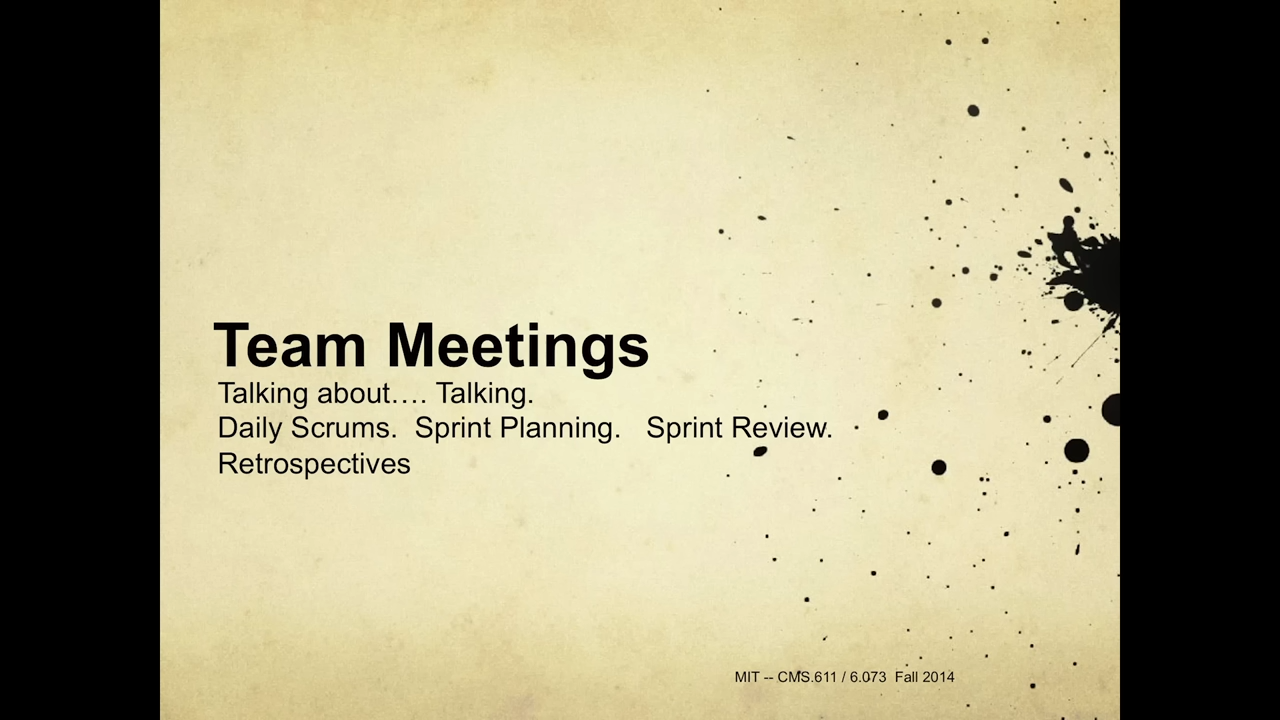 Team Meetings
Talking about…. Talking.
Daily Scrums.  Sprint Planning.   Sprint Review.
Retrospectives
MIT -- CMS.611 / 6.073  Fall 2014